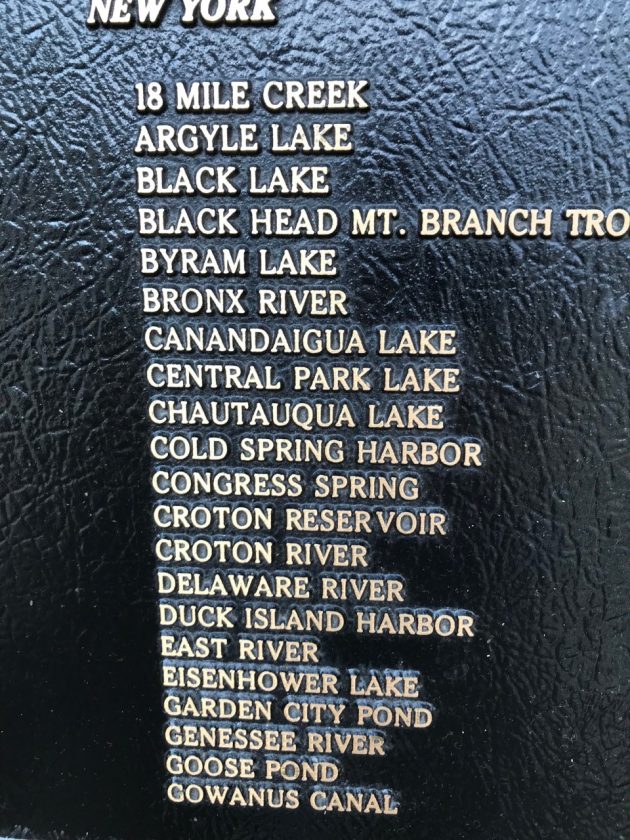 NEW YORK
18 MILE CREEK
ARGYLE LAKE
BLACK LAKE
BLACK HEAD MT. BRANCH TRO
BYRAM LAKE
BRONX RIVER
CANANDAIGUA LAKE
CENTRAL PARK LAKE
CHAUTAUQUA LAKE
COLD SPRING HARBOR
CONGRESS SPRING
CROTON RESERVOIR
CROTON RIVER
DELAWARE RIVER
DUCK ISLAND HARBOR
EAST RIVER
EISENHOWER LAKE
GARDEN CITY POND
GENESSEE RIVER
GOOSE POND
GOWANUS CANAL